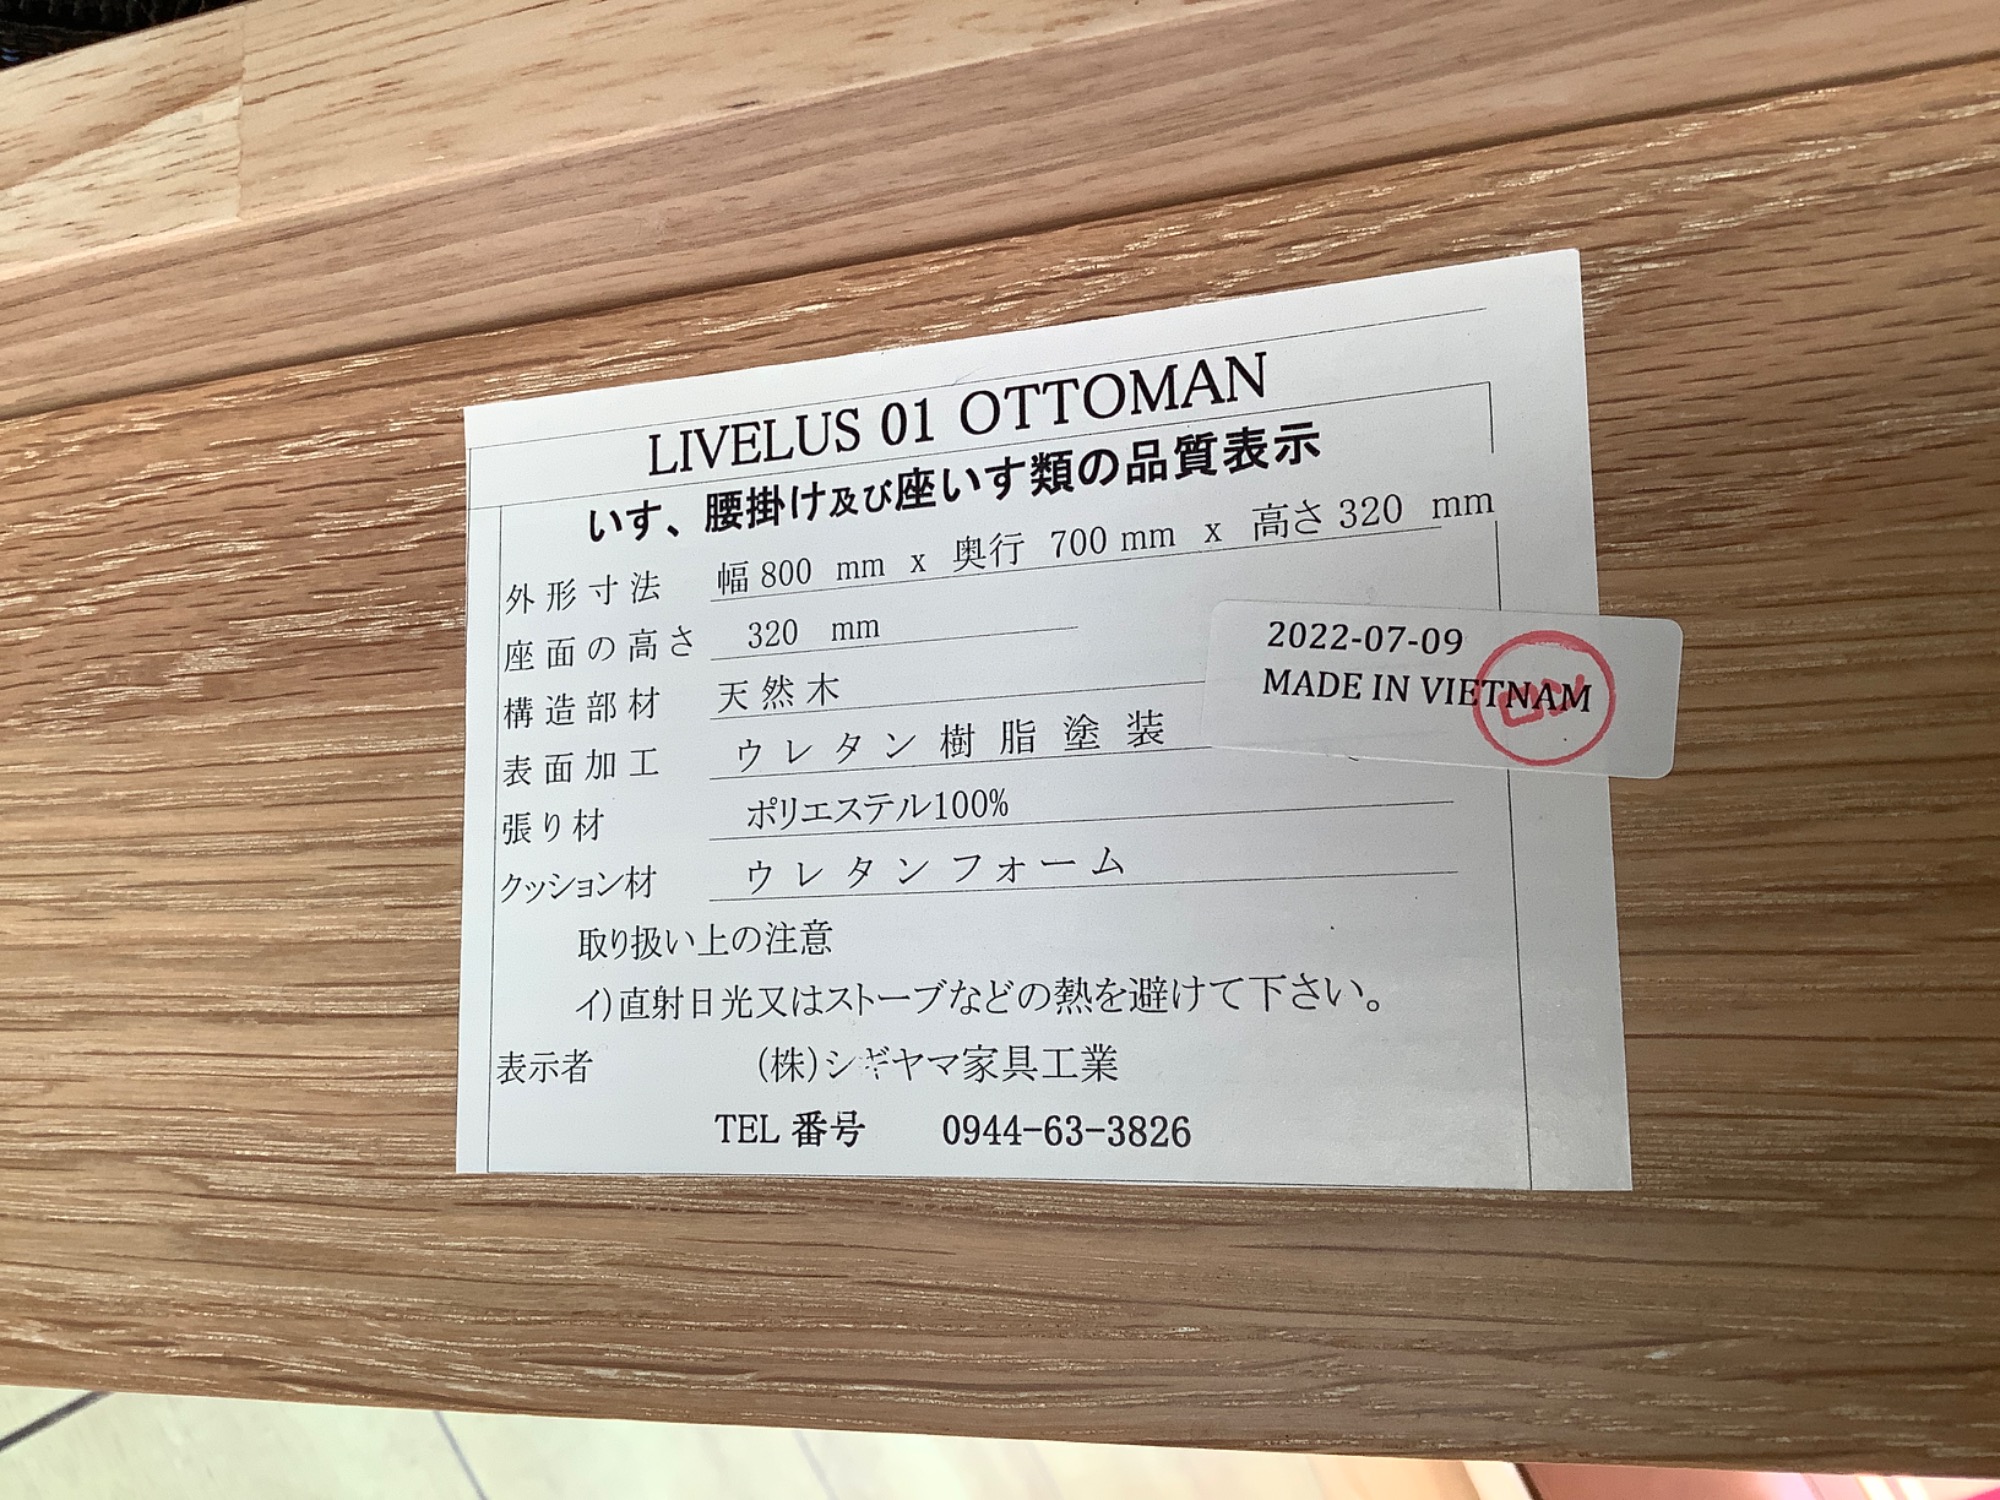 LIVELUS 01 OTTOMAN
いす、腰掛け及び座いす類の品質表示
外形寸法 幅800 mm x 奥行 700 mm x 高さ320 mm
座面の高さ 320 mm
2022-07-09
MADE IN VIETNAM
構造部材 天然木
表面加工 ウレタン樹脂塗装
張り材 ポリエステル100%
クッション材 ウレタンフォーム
取り扱い上の注意
イ)直射日光又はストーブなどの熱を避けて下さい。
表示者 (株)シギヤマ家具工業
TEL 番号 0944-63-3826